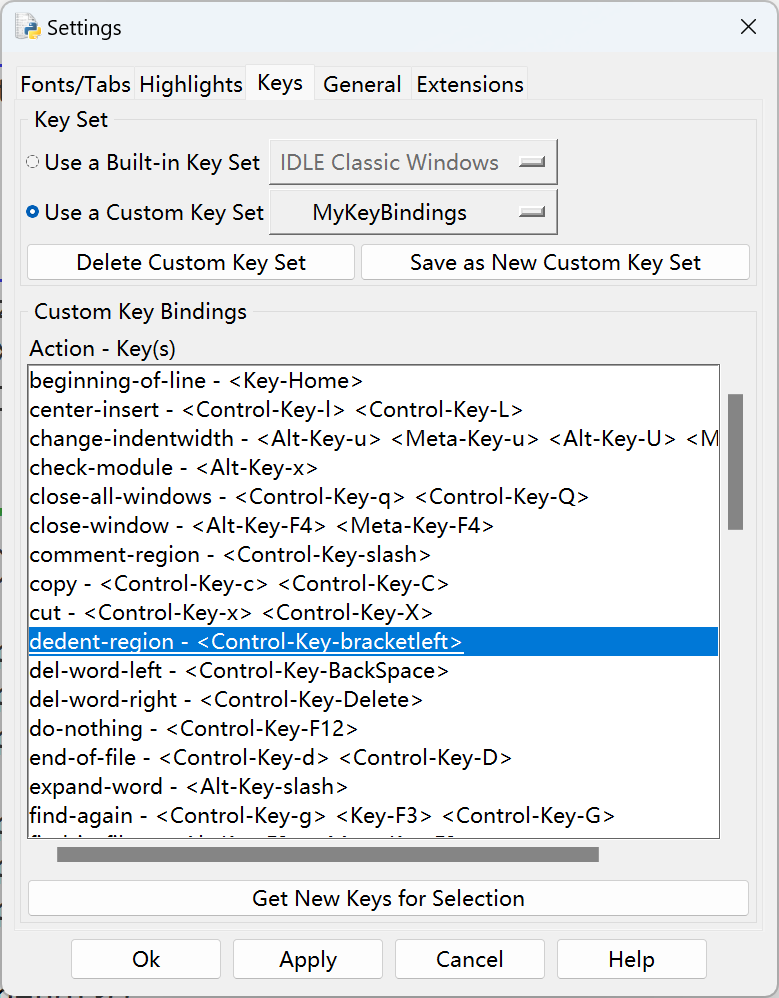 Settings
Fonts/Tabs Highlights Keys General Extensions
Key Set
Use a Built-in Key Set IDLE Classic Windows
Use a Custom Key Set MyKeyBindings
Delete Custom Key Set Save as New Custom Key Set
Custom Key Bindings
Action - Key(s)
beginning-of-line - <Key-Home>
center-insert - <Control-Key-l> <Control-Key-L>
change-indentwidth - <Alt-Key-u> <Meta-Key-u> <Alt-Key-U> <M
check-module - <Alt-Key-x>
close-all-windows - <Control-Key-q> <Control-Key-Q>
close-window - <Alt-Key-F4> <Meta-Key-F4>
comment-region - <Control-Key-slash>
copy - <Control-Key-c> <Control-Key-C>
cut - <Control-Key-x> <Control-Key-X>
dedent-region - <Control-Key-bracketleft>
del-word-left - <Control-Key-BackSpace>
del-word-right - <Control-Key-Delete>
do-nothing - <Control-Key-F12>
end-of-file - <Control-Key-d> <Control-Key-D>
expand-word - <Alt-Key-slash>
find-again - <Control-Key-g> <Key-F3> <Control-Key-G>
Get New Keys for Selection
Ok Apply Cancel Help